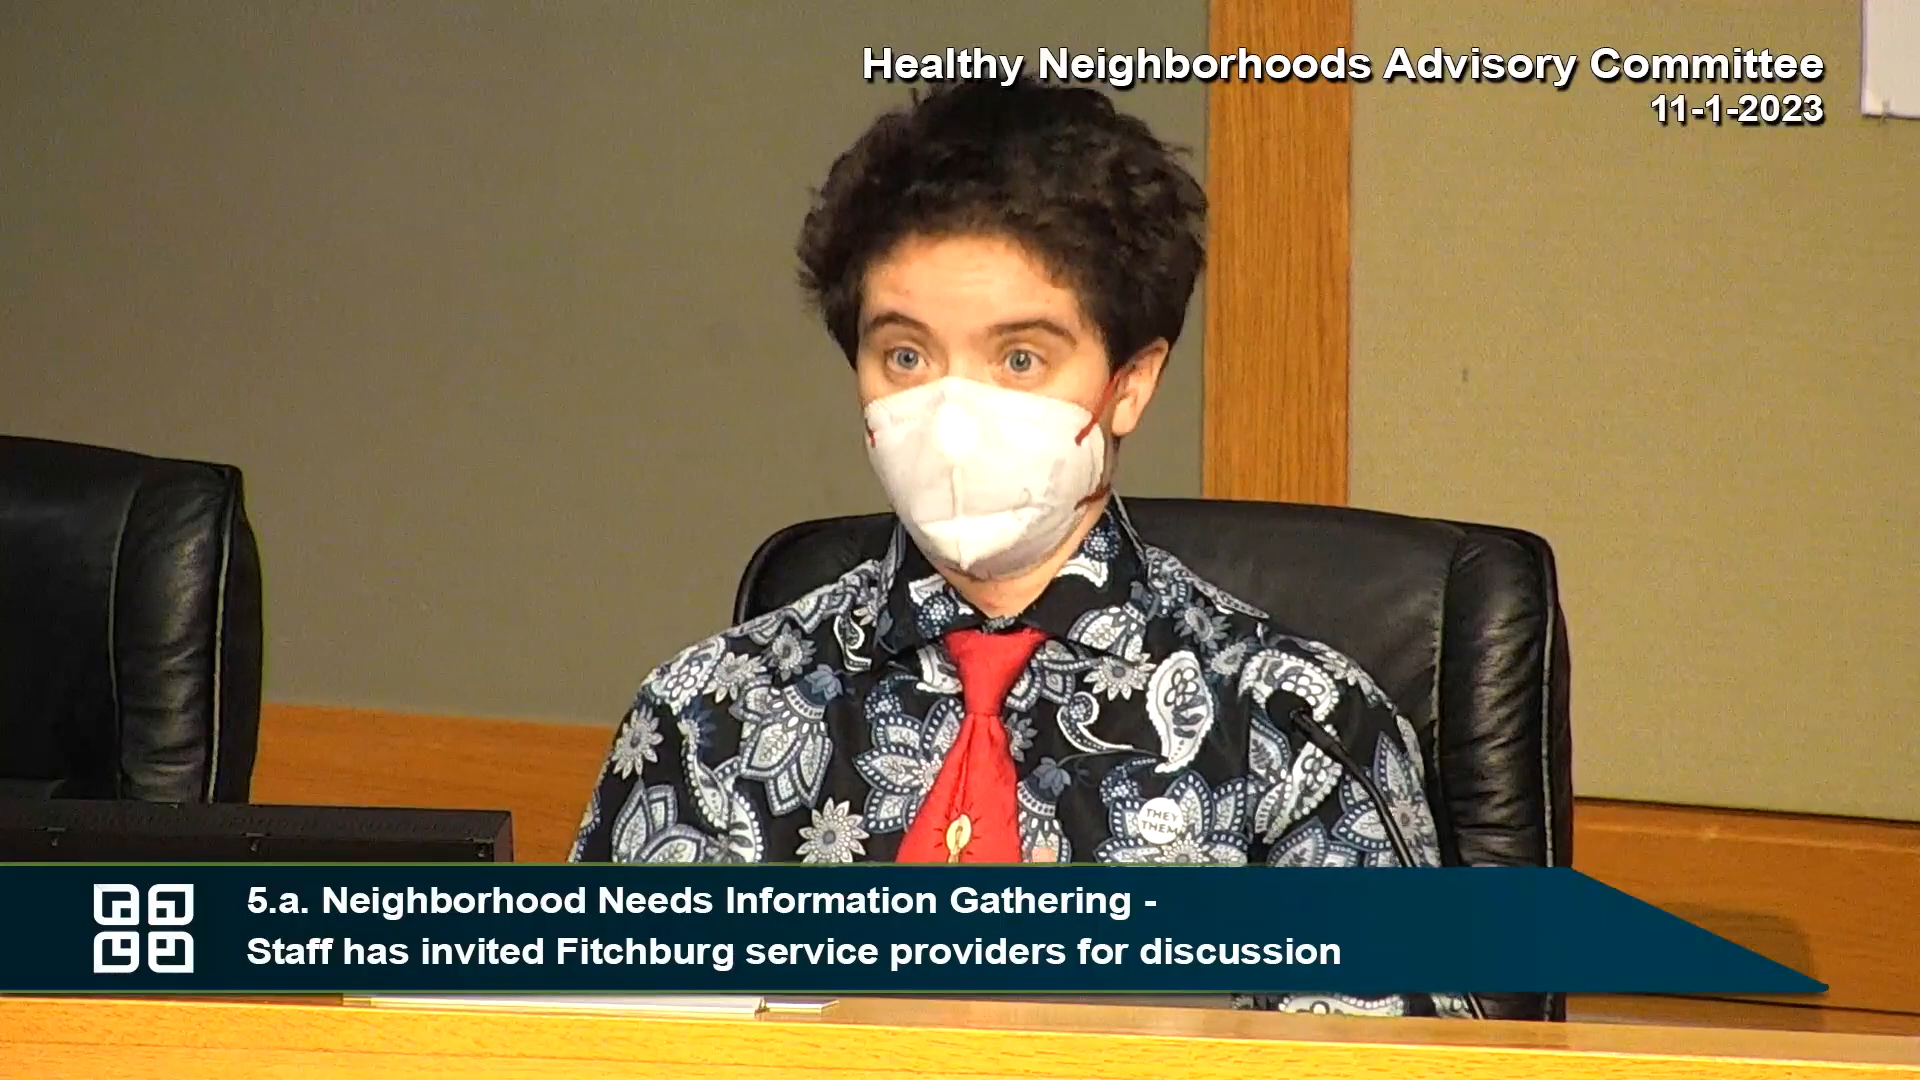 Healthy Neighborhoods Advisory Committee
11-1-2023
THEY
THEM
5.a. Neighborhood Needs Information Gathering -
Staff has invited Fitchburg service providers for discussion